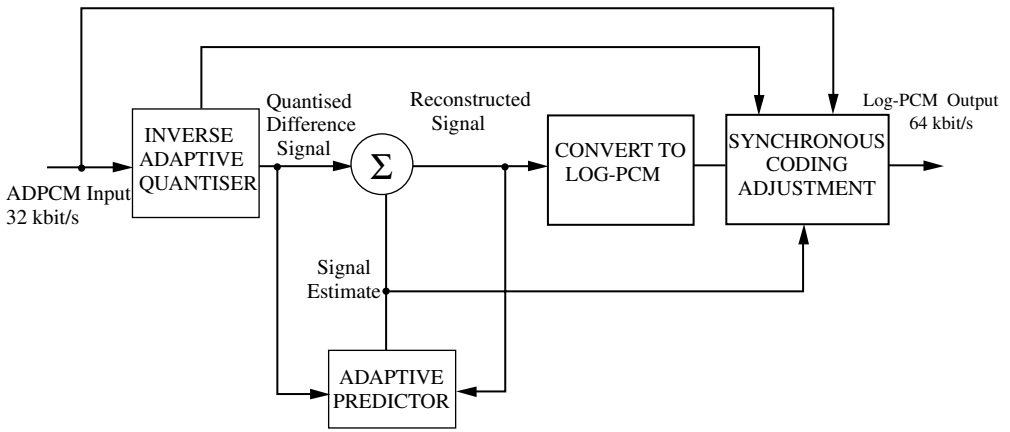 Quantised
Difference
Signal
Reconstructed
Signal
Log-PCM Output
64 kbit/s
INVERSE
ADAPTIVE
QUANTISER
Σ
CONVERT TO
LOG-PCM
SYNCHRONOUS
CODING
ADJUSTMENT
ADPCM Input
32 kbit/s
Signal
Estimate
ADAPTIVE
PREDICTOR